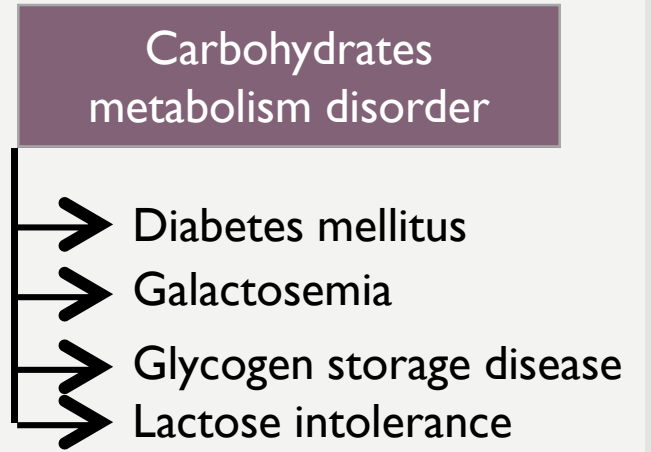 Carbohydrates
metabolism disorder
Diabetes mellitus
Galactosemia
Glycogen storage disease
Lactose intolerance